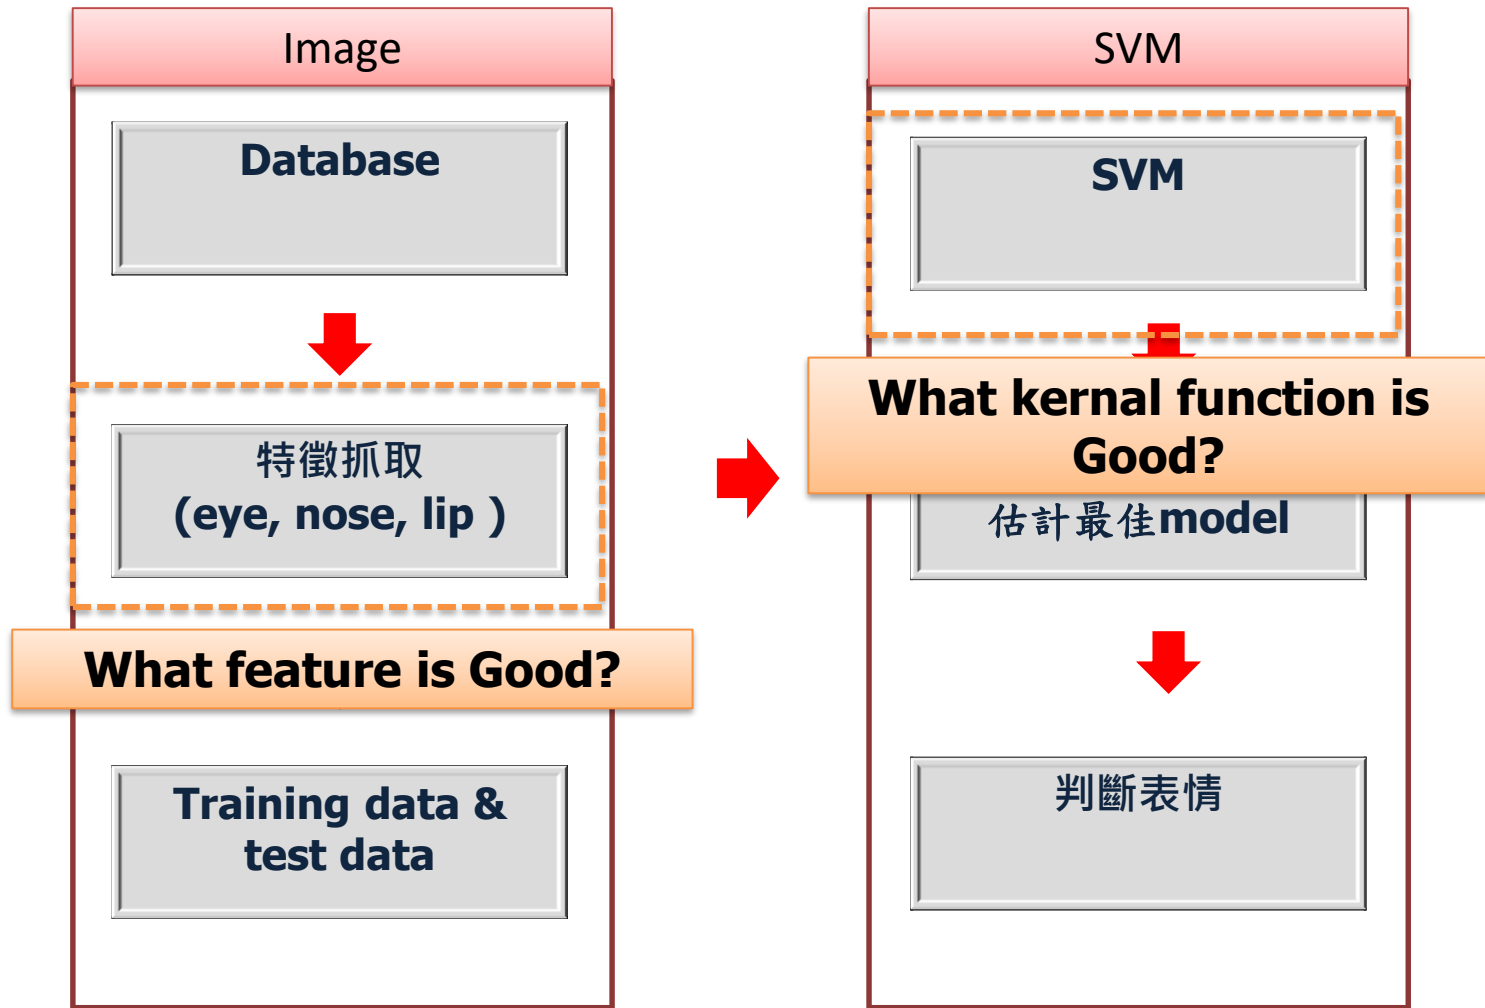 Image
Database
特徵抓取
(eye, nose, lip )
What feature is Good?
Training data &
test data
SVM
SVM
What kernal function is
Good?
估計最佳model
判斷表情